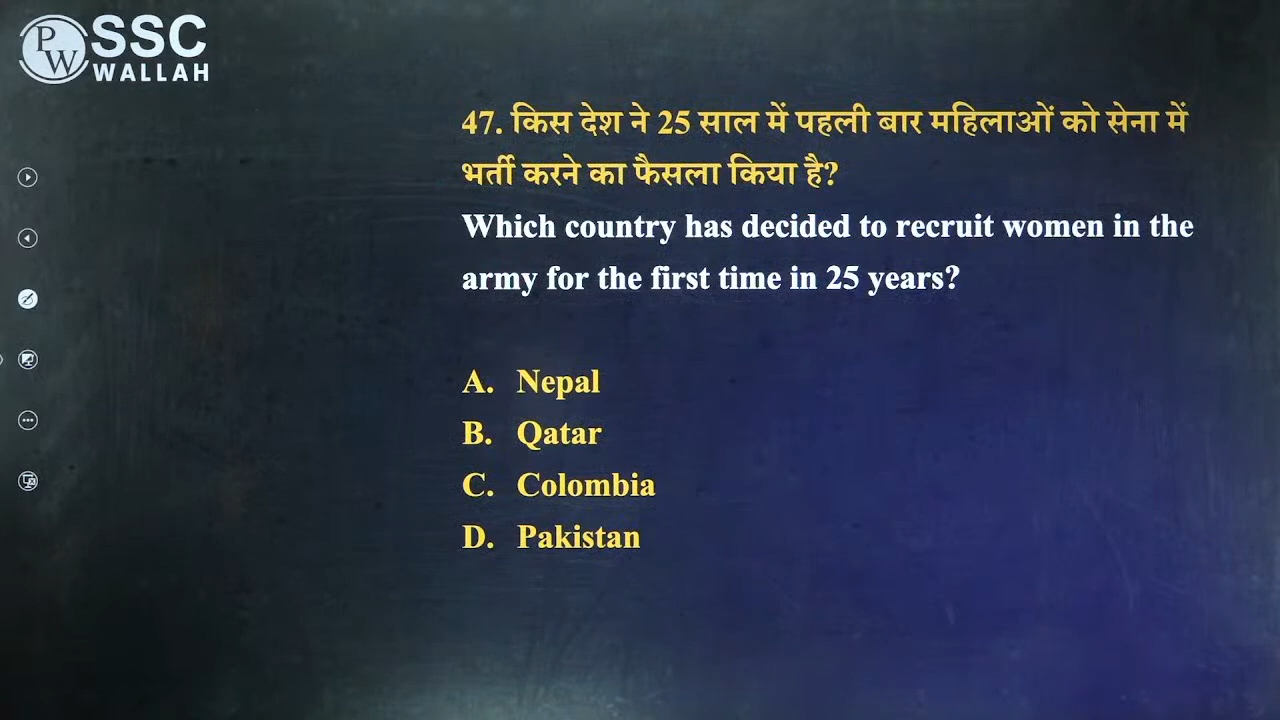 PW SSC
WALLAH
47. किस देश ने 25 साल में पहली बार महिलाओं को सेना में
भर्ती करने का फैसला किया है?
Which country has decided to recruit women in the
army for the first time in 25 years?
A. Nepal
B. Qatar
C. Colombia
D. Pakistan